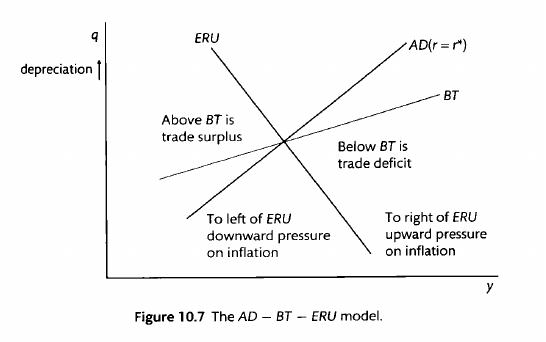 q
ERU
AD(r = r*)
depreciation
BT
Above BT is
trade surplus
Below BT is
trade deficit
To left of ERU
downward pressure
on inflation
To right of ERU
upward pressure
on inflation
y
Figure 10.7 The AD – BT – ERU model.